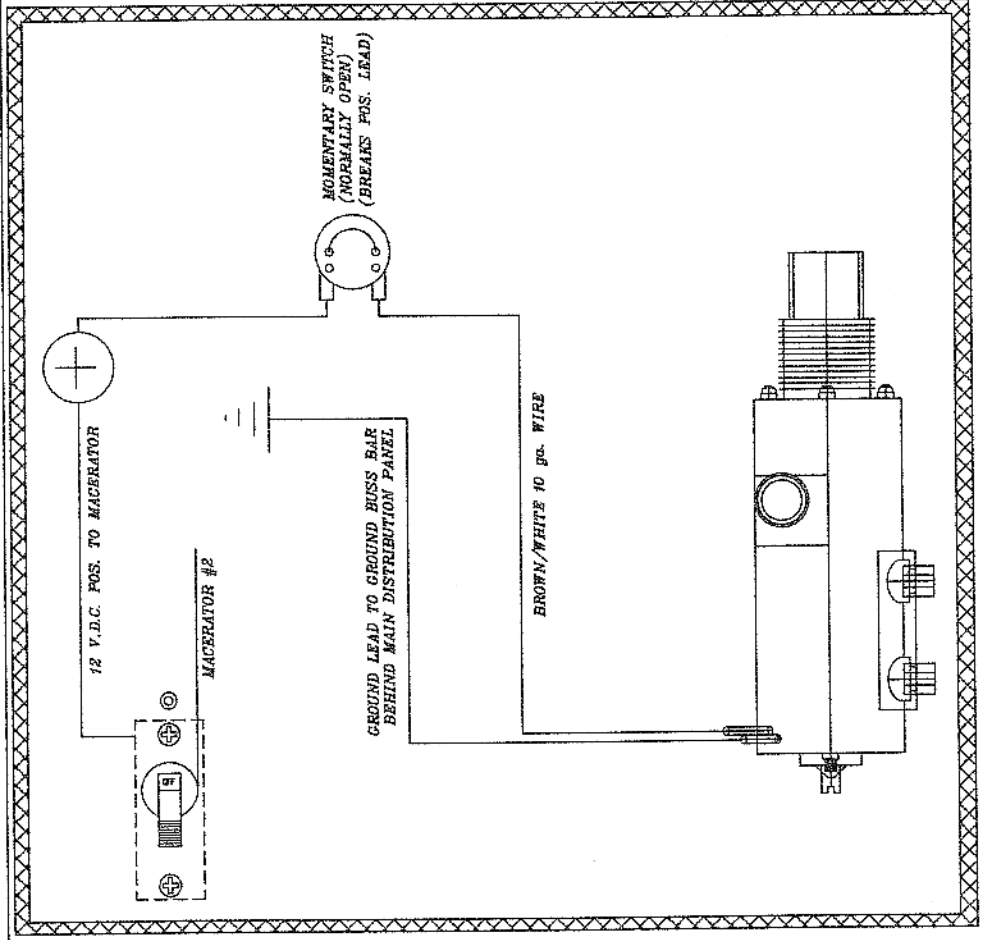 MOMENTARY SWITCH
(NORMALLY OPEN)
(BREAKS POS. LEAD)
12 V.D.C. POS. TO MACERATOR
MACERATOR #2
OFF
GROUND LEAD TO GROUND BUSS BAR
BEHIND MAIN DISTRIBUTION PANEL
BROWN/WHITE 10 ga. WIRE